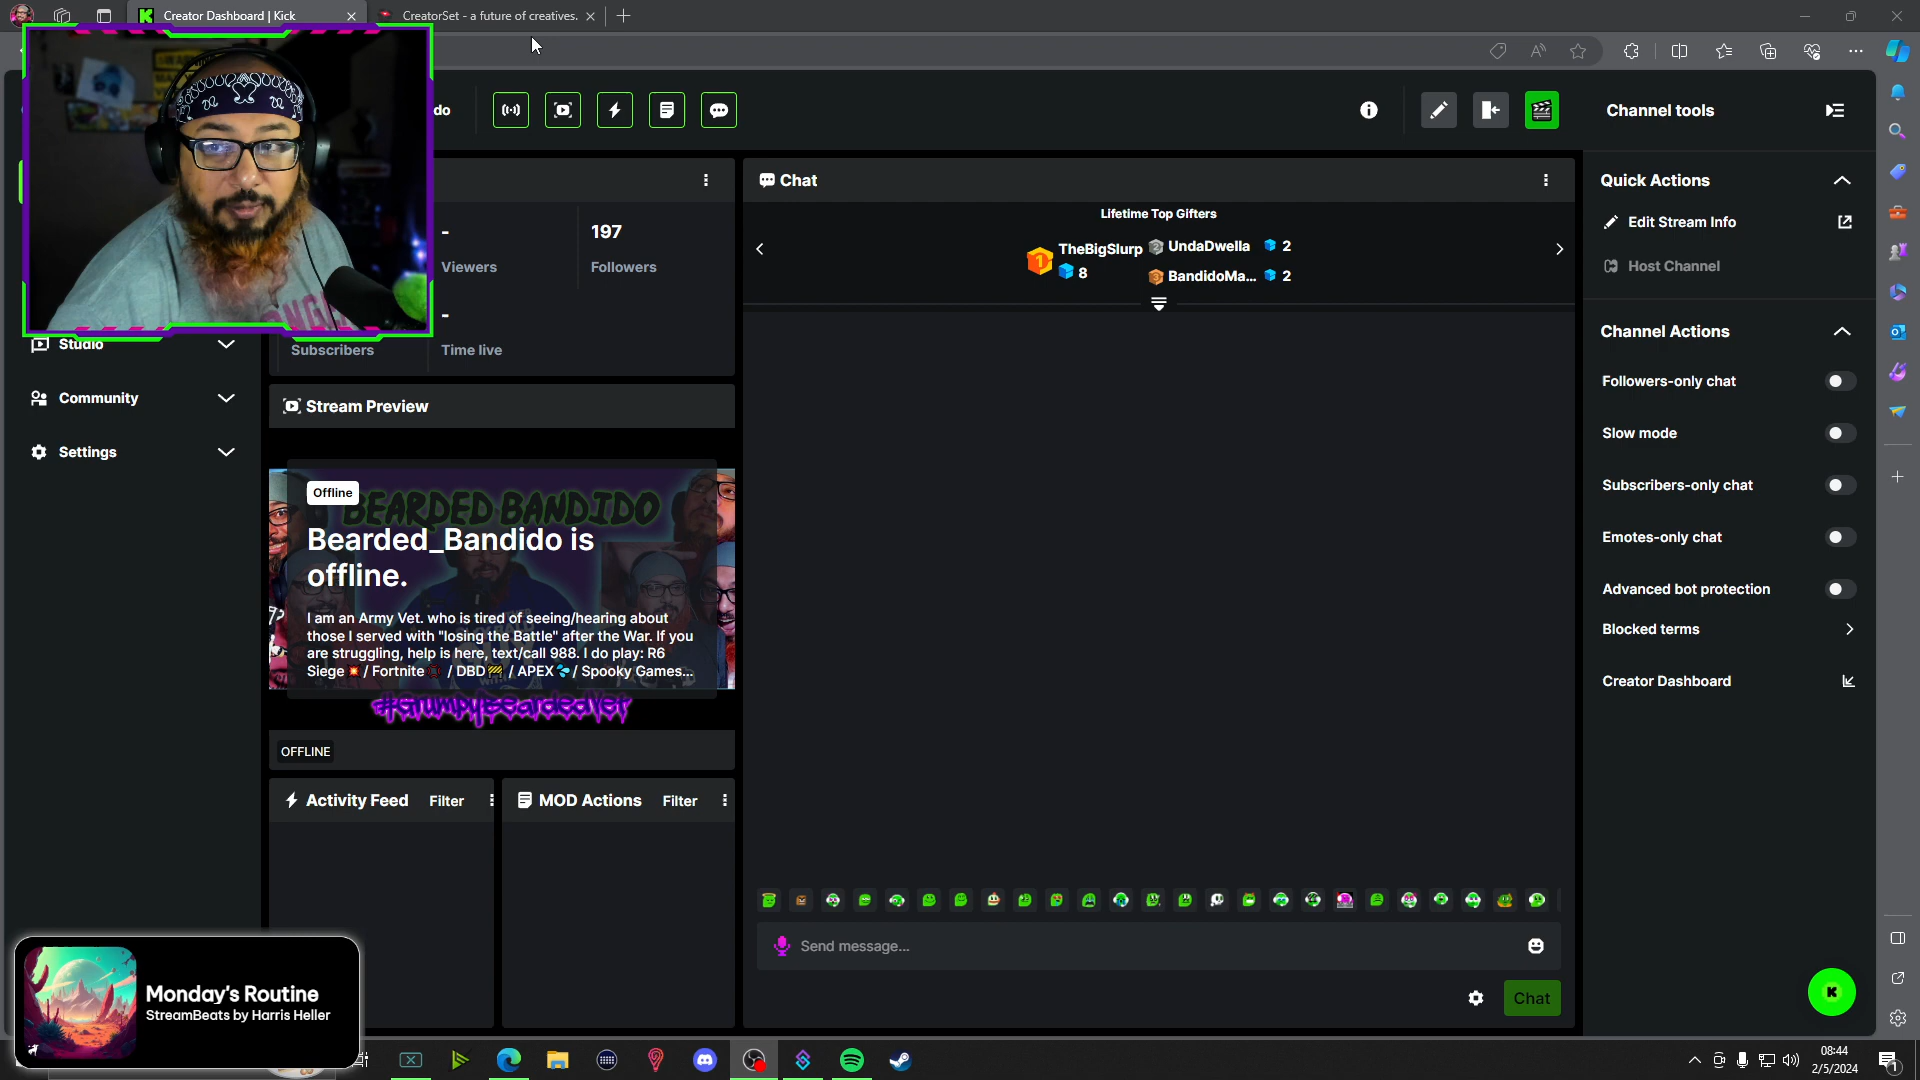 Creator Dashboard | Kick
CreatorSet - a future of creatives.
do
Channel tools
Chat
Quick Actions
Lifetime Top Gifters
Edit Stream Info
-
197
TheBigSlurp
8
UndaDwella 2
BandidoMa... 2
Viewers
Followers
Host Channel
-
Subscribers
Time live
Studio
Channel Actions
Followers-only chat
Community
Stream Preview
Slow mode
Settings
Subscribers-only chat
Offline
BEARDED BANDIDO
Bearded_Bandido is
offline.
Emotes-only chat
Advanced bot protection
I am an Army Vet. who is tired of seeing/hearing about
those I served with "losing the Battle" after the War. If you
are struggling, help is here, text/call 988. I do play: R6
Siege 💥 / Fortnite / DBD🚧 / APEX 💦 / Spooky Games...
Blocked terms
Creator Dashboard
#GrumpyBeardedVet
OFFLINE
Activity Feed
Filter
MOD Actions
Filter
Send message...
Monday's Routine
StreamBeats by Harris Heller
Chat
08:44
2/5/2024
1